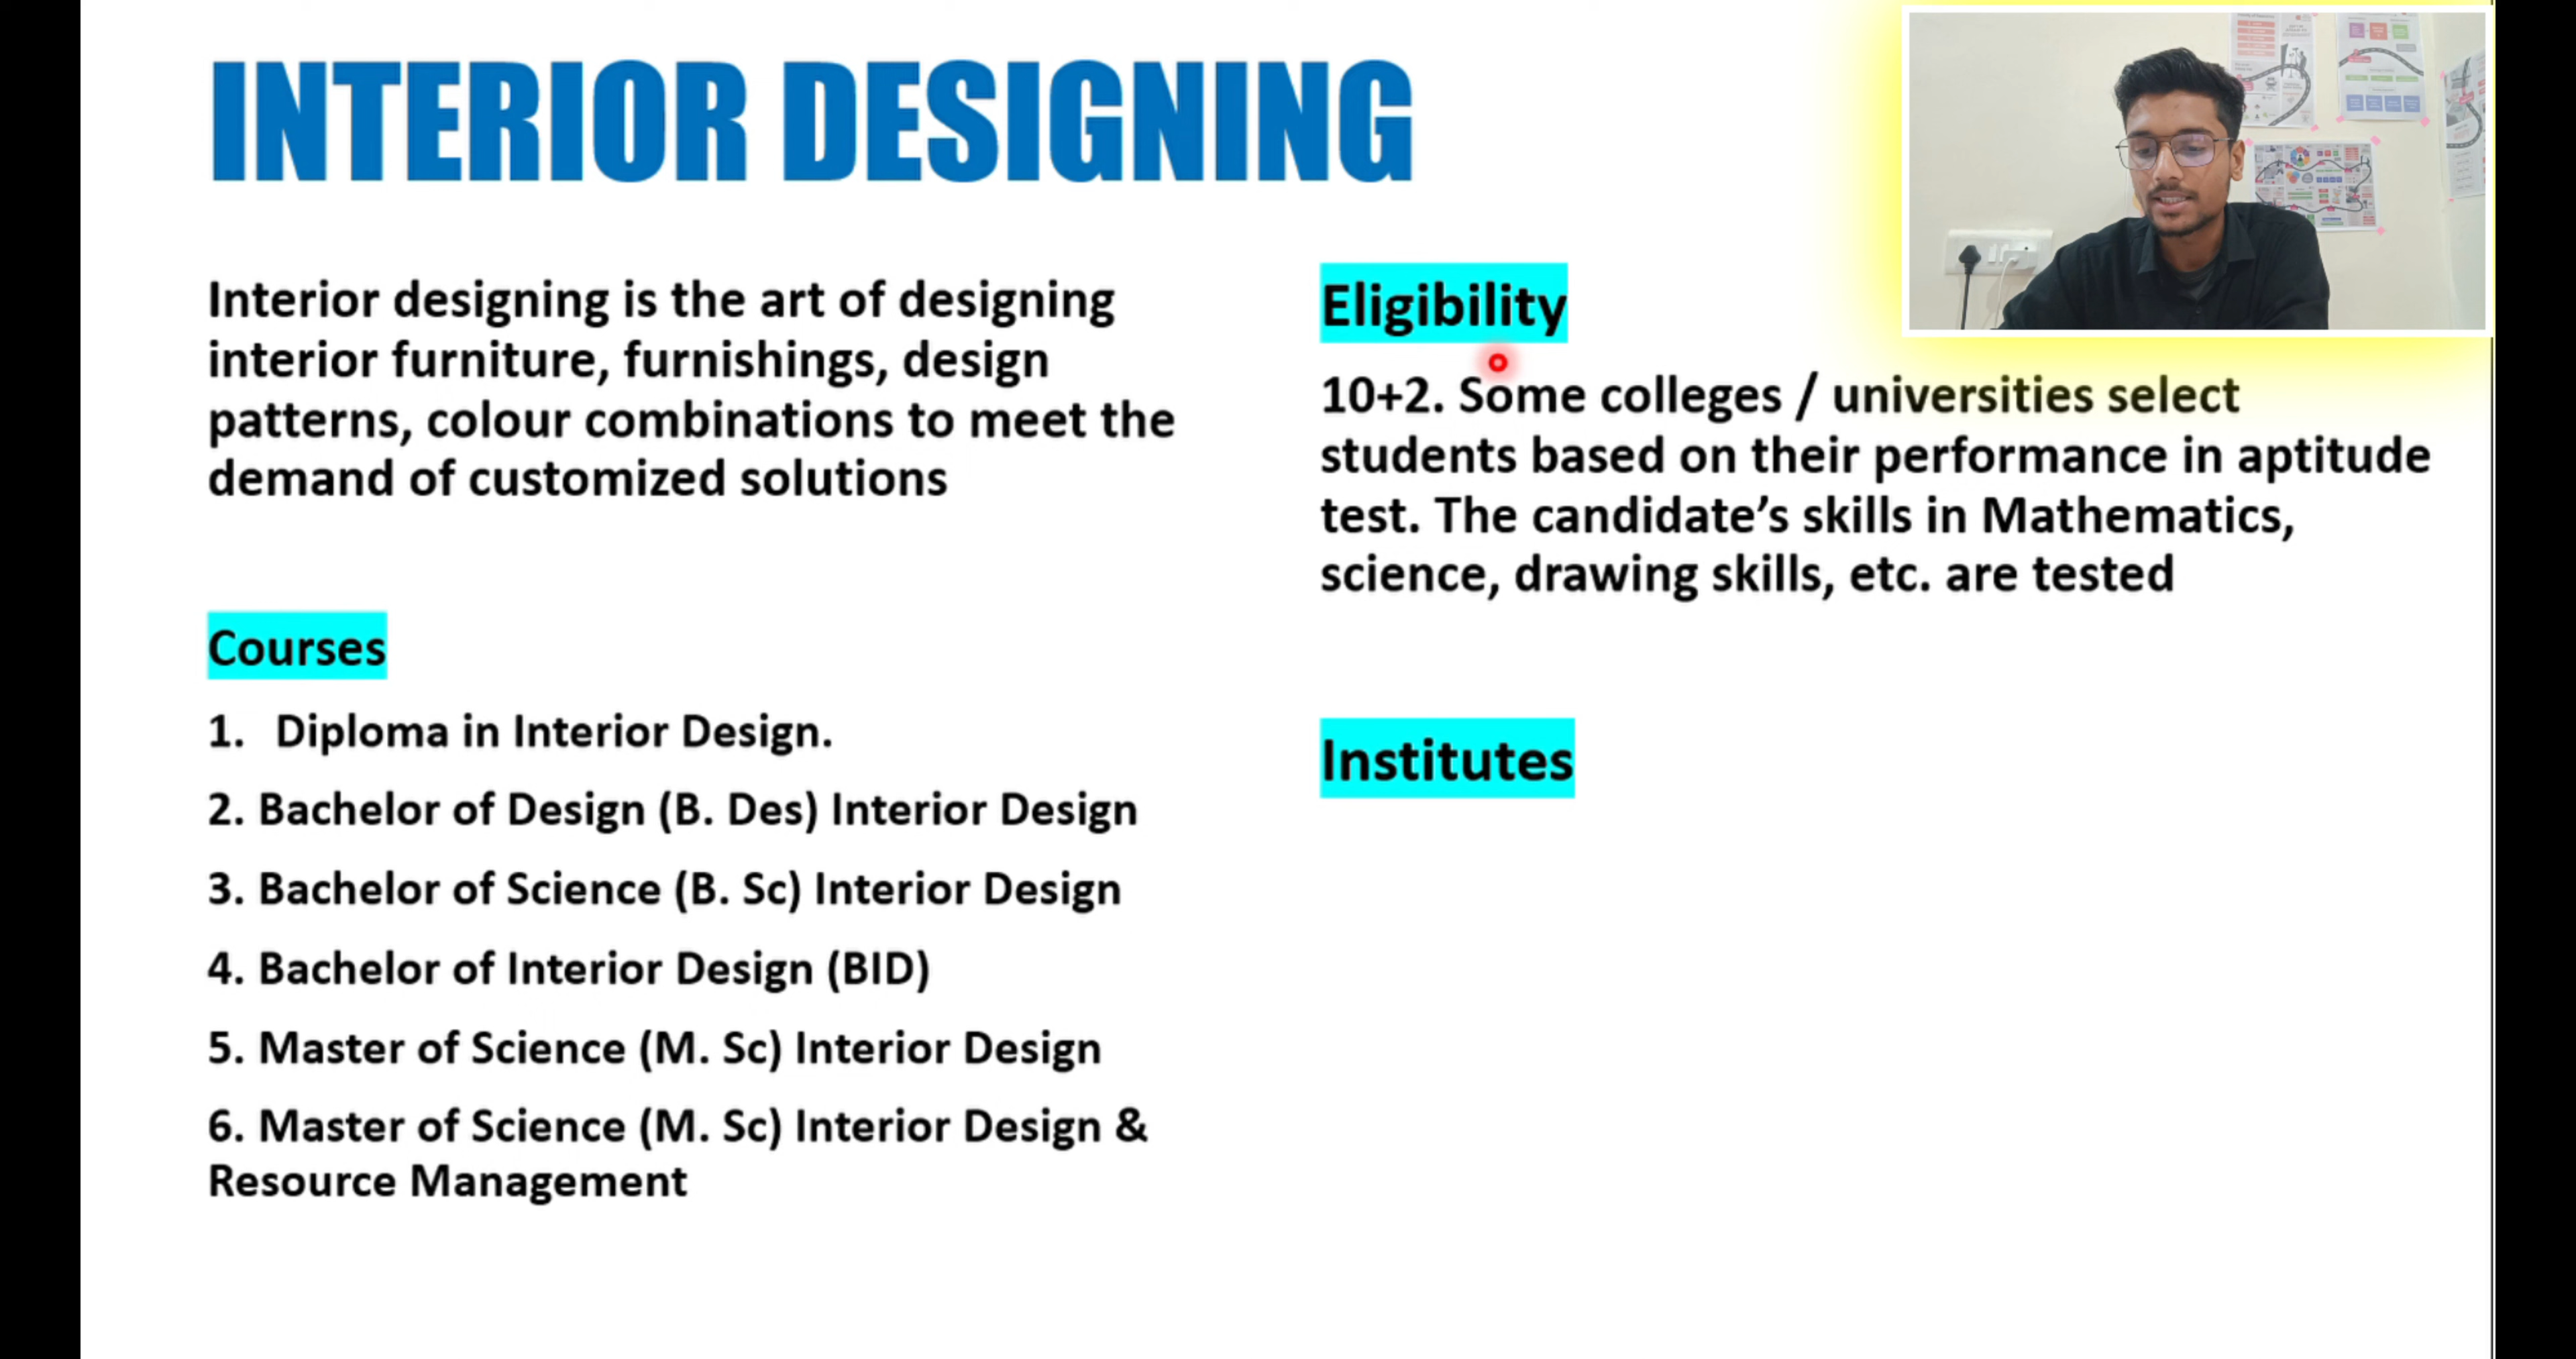 INTERIOR DESIGNING
Interior designing is the art of designing
interior furniture, furnishings, design
patterns, colour combinations to meet the
demand of customized solutions
Courses
1. Diploma in Interior Design.
2. Bachelor of Design (B. Des) Interior Design
3. Bachelor of Science (B. Sc) Interior Design
4. Bachelor of Interior Design (BID)
5. Master of Science (M. Sc) Interior Design
6. Master of Science (M. Sc) Interior Design &
Resource Management
Eligibility
10+2. Some colleges / universities select
students based on their performance in aptitude
test. The candidate’s skills in Mathematics,
science, drawing skills, etc. are tested
Institutes